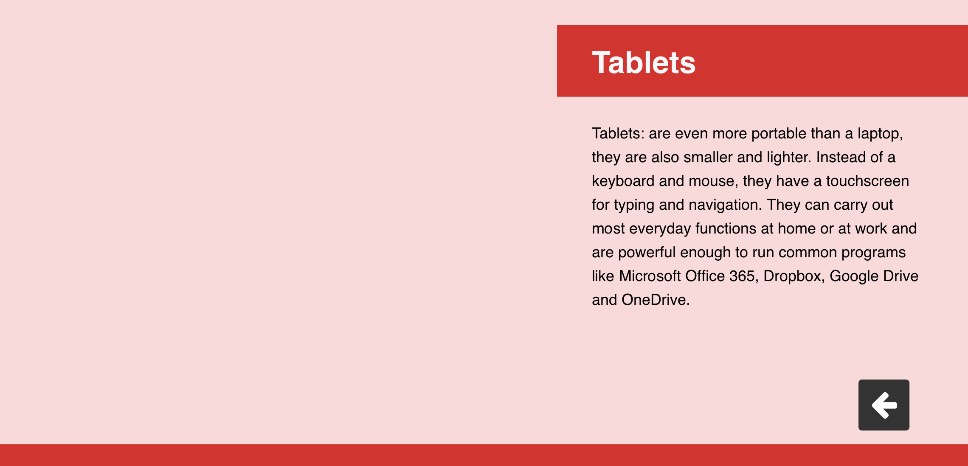 Tablets
Tablets: are even more portable than a laptop,
they are also smaller and lighter. Instead of a
keyboard and mouse, they have a touchscreen
for typing and navigation. They can carry out
most everyday functions at home or at work and
are powerful enough to run common programs
like Microsoft Office 365, Dropbox, Google Drive
and OneDrive.